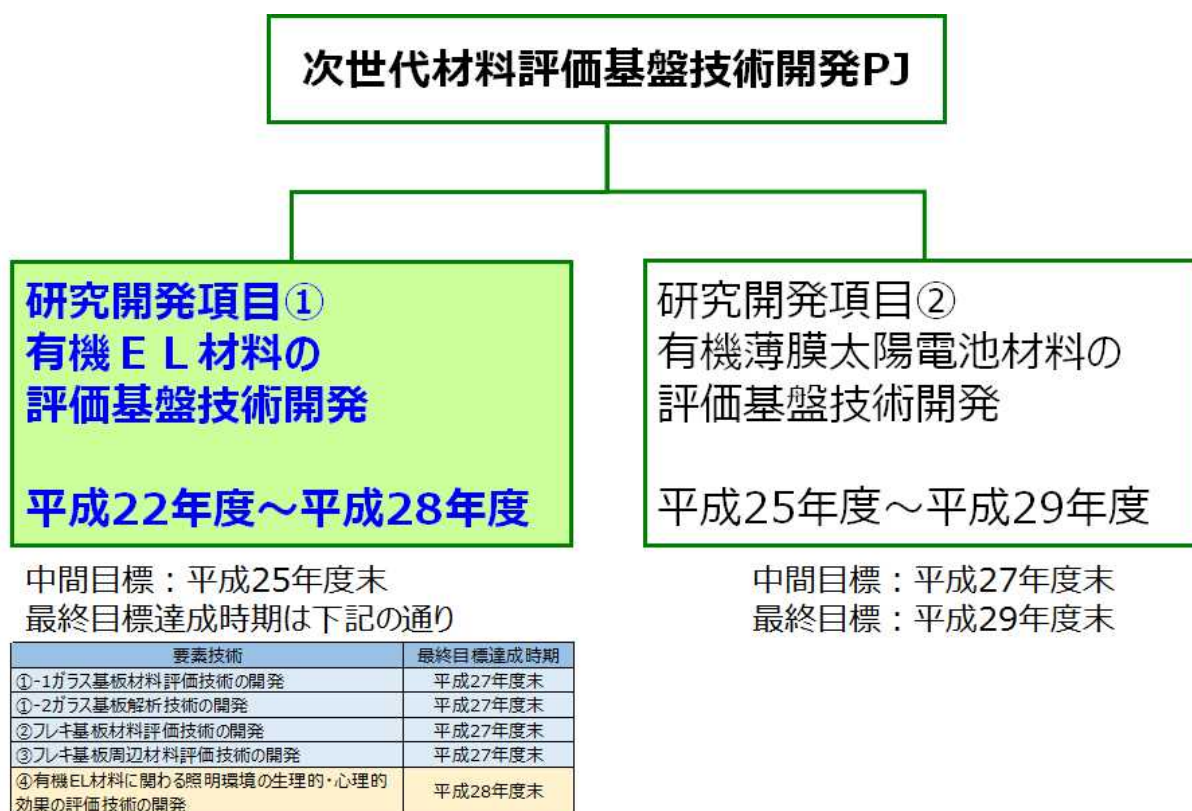 次世代材料評価基盤技術開発PJ
研究開発項目①
有機ＥＬ材料の
評価基盤技術開発
平成22年度～平成28年度
中間目標：平成25年度末
最終目標達成時期は下記の通り
要素技術 最終目標達成時期
①-1ガラス基板材料評価技術の開発 平成27年度末
①-2ガラス基板解析技術の開発 平成27年度末
②フレキ基板材料評価技術の開発 平成27年度末
③フレキ基板周辺材料評価技術の開発 平成27年度末
④有機EL材料に関わる照明環境の生理的・心理的
効果の評価技術の開発 平成28年度末
研究開発項目②
有機薄膜太陽電池材料の
評価基盤技術開発
平成25年度～平成29年度
中間目標：平成27年度末
最終目標：平成29年度末